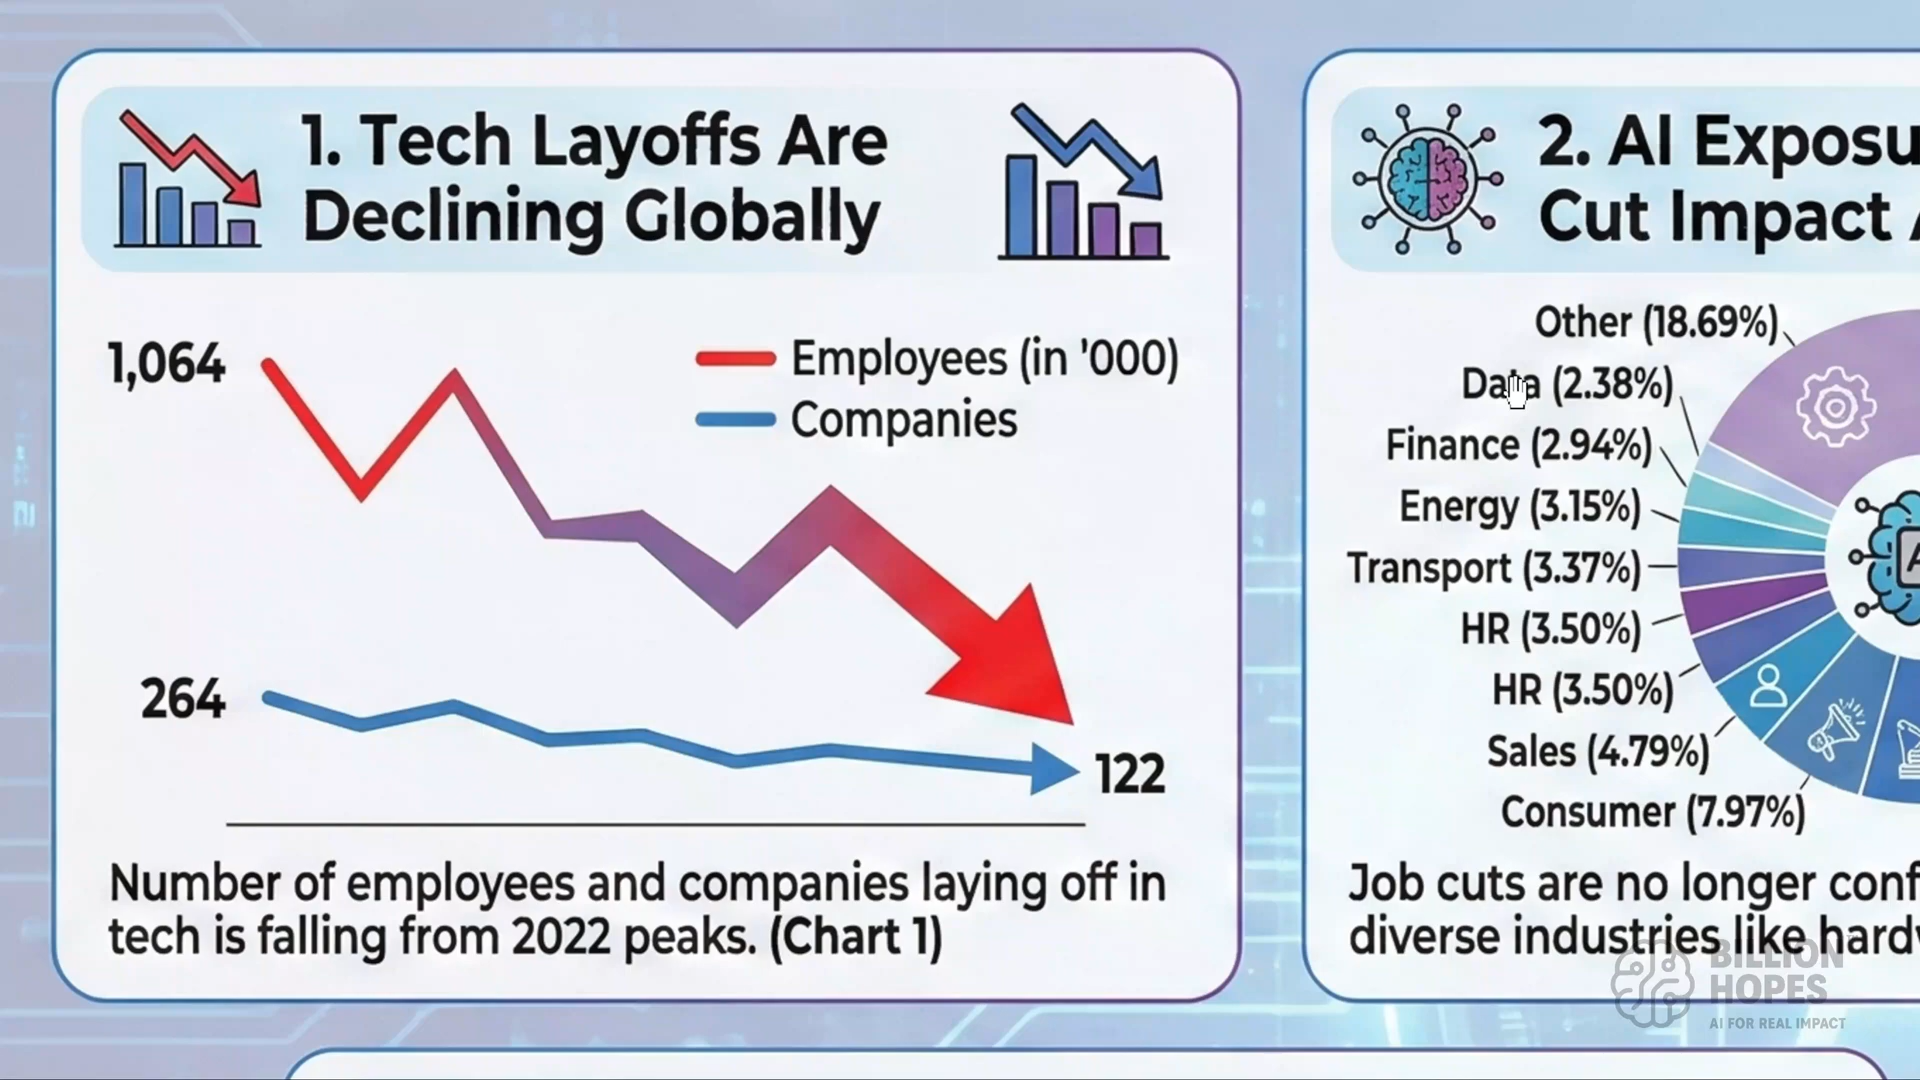 1. Tech Layoffs Are
Declining Globally
1,064
Employees (in '000)
Companies
264
122
Number of employees and companies laying off in
tech is falling from 2022 peaks. (Chart 1)
2. AI Exposu
Cut Impact
Other (18.69%)
Data (2.38%)
Finance (2.94%)
Energy (3.15%)
Transport (3.37%)
HR (3.50%)
HR (3.50%)
Sales (4.79%)
Consumer (7.97%)
Job cuts are no longer conf
diverse industries like hardw
BILLION
HOPES
AI FOR REAL IMPACT